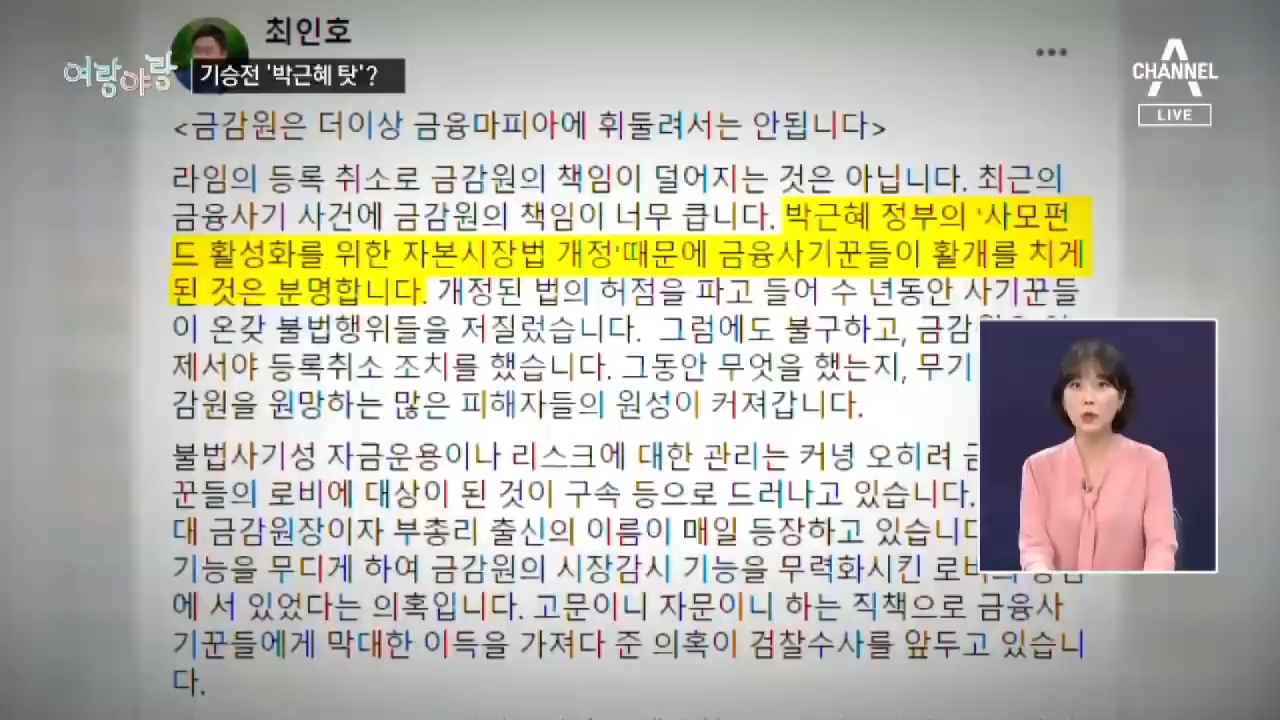 최인호
여랑야랑
기승전 '박근혜 탓'?
CHANNEL A
LIVE
<금감원은 더이상 금융마피아에 휘둘려서는 안됩니다>
라임의 등록 취소로 금감원의 책임이 덜어지는 것은 아닙니다. 최근의
금융사기 사건에 금감원의 책임이 너무 큽니다. 박근혜 정부의 '사모펀
드 활성화를 위한 자본시장법 개정'때문에 금융사기꾼들이 활개를 치게
된 것은 분명합니다. 개정된 법의 허점을 파고 들어 수 년동안 사기꾼들
이 온갖 불법행위들을 저질렀습니다. 그럼에도 불구하고,
제서야 등록취소 조치를 했습니다. 그동안 무엇을 했는지, 무기
감원을 원망하는 많은 피해자들의 원성이 커져갑니다.
불법사기성 자금운용이나 리스크에 대한 관리는 커녕 오히려
꾼들의 로비에 대상이 된 것이 구속 등으로 드러나고 있습니다.
대 금감원장이자 부총리 출신의 이름이 매일 등장하고 있습니다
기능을 무디게 하여 금감원의 시장감시 기능을 무력화시킨
에 서 있었다는 의혹입니다. 고문이니 자문이니 하는 직책으로 금융사
기꾼들에게 막대한 이득을 가져다 준 의혹이 검찰수사를 앞두고 있습니
다.